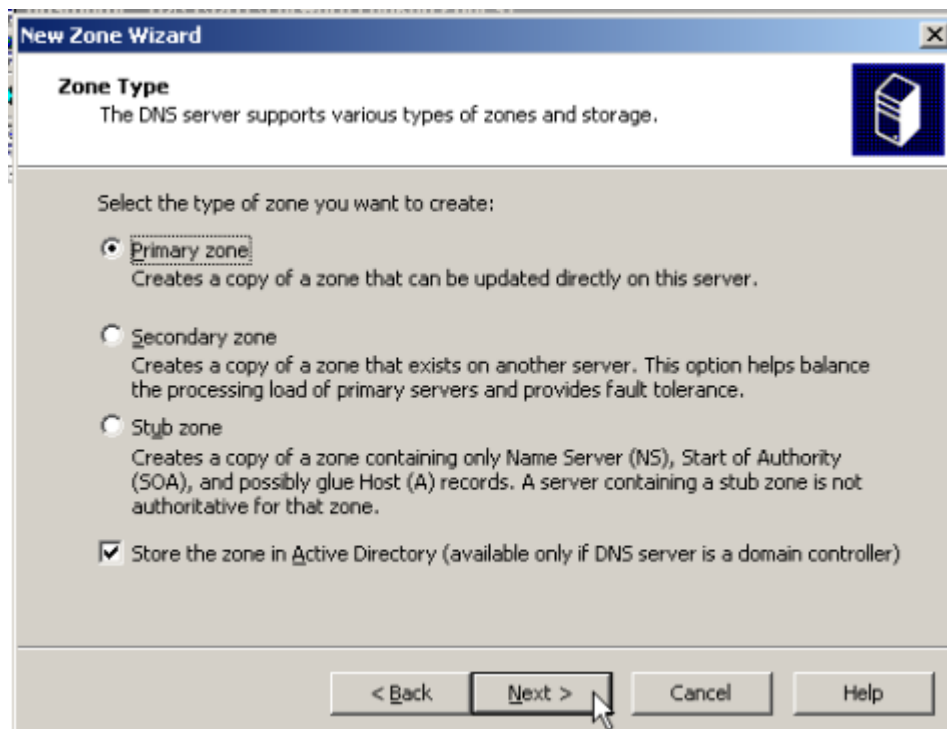 New Zone Wizard
Zone Type
The DNS server supports various types of zones and storage.
Select the type of zone you want to create:
Primary zone
Creates a copy of a zone that can be updated directly on this server.
Secondary zone
Creates a copy of a zone that exists on another server. This option helps balance
the processing load of primary servers and provides fault tolerance.
Stub zone
Creates a copy of a zone containing only Name Server (NS), Start of Authority
(SOA), and possibly glue Host (A) records. A server containing a stub zone is not
authoritative for that zone.
Store the zone in Active Directory (available only if DNS server is a domain controller)
< Back Next > Cancel Help